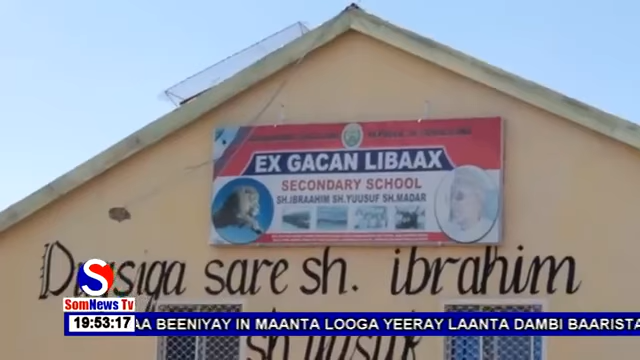 EX GACAN LIBAAX
SECONDARY SCHOOL
SH.IBRAAHIM SH.YUUSUF SH.MADAR
sare sh. ibrahim
sh
S
SomNews Tv
19:53:17
AA BEENIYAY IN MAANTA LOOGA YEERAY LAANTA DAMBI BAARISTA